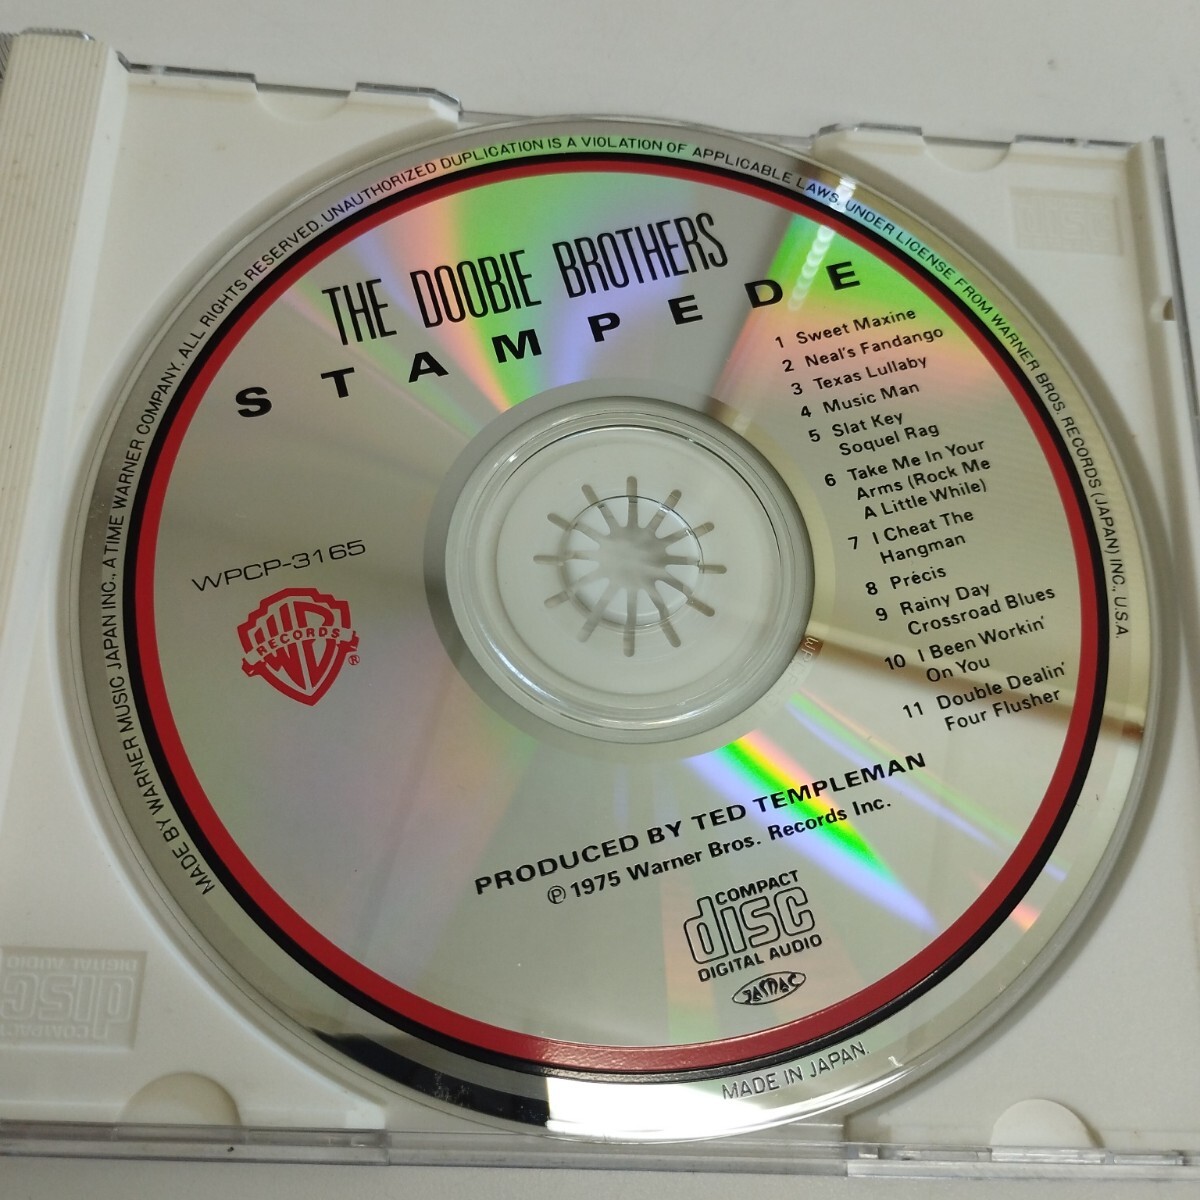 THE DOOBIE BROTHERS
STAMPEDE
1 Sweet Maxine
2 Neal's Fandango
3 Texas Lullaby
4 Music Man
5 Slat Key
Soquel Rag
6 Take Me In Your
Arms (Rock Me
A Little While)
7 I Cheat The
Hangman
8 Précis
9 Rainy Day
Crossroad Blues
10 I Been Workin'
On You
11 Double Dealin'
Four Flusher
WPCP-3165
WB
RECORDS
®
PRODUCED BY TED TEMPLEMAN
Ⓟ 1975 Warner Bros. Records Inc.
COMPACT
disc
DIGITAL AUDIO
JASRAC
MADE BY WARNER MUSIC JAPAN INC., A TIME WARNER COMPANY. ALL RIGHTS RESERVED. UNAUTHORIZED DUPLICATION IS A VIOLATION OF APPLICABLE LAWS. UNDER LICENSE FROM WARNER BROS. RECORDS (JAPAN) INC., U.S.A.
MADE IN JAPAN.